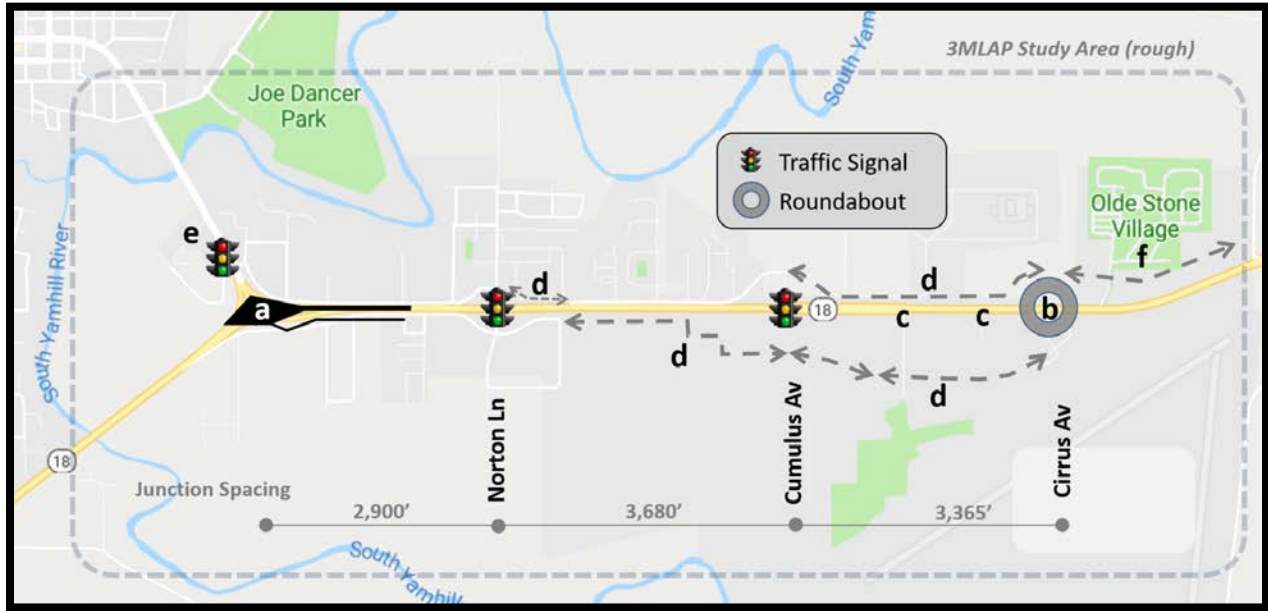 3MLAP Study Area (rough)
South Yam
Joe Dancer
Park
Traffic Signal
Roundabout
Olde Stone
Village
e
f
d
d
a
18
c
c
b
d
d
South Yamhill River
18
Norton Ln
Cumulus Av
Cirrus Av
Junction Spacing
2,900’
3,680’
3,365’
South Yamhill